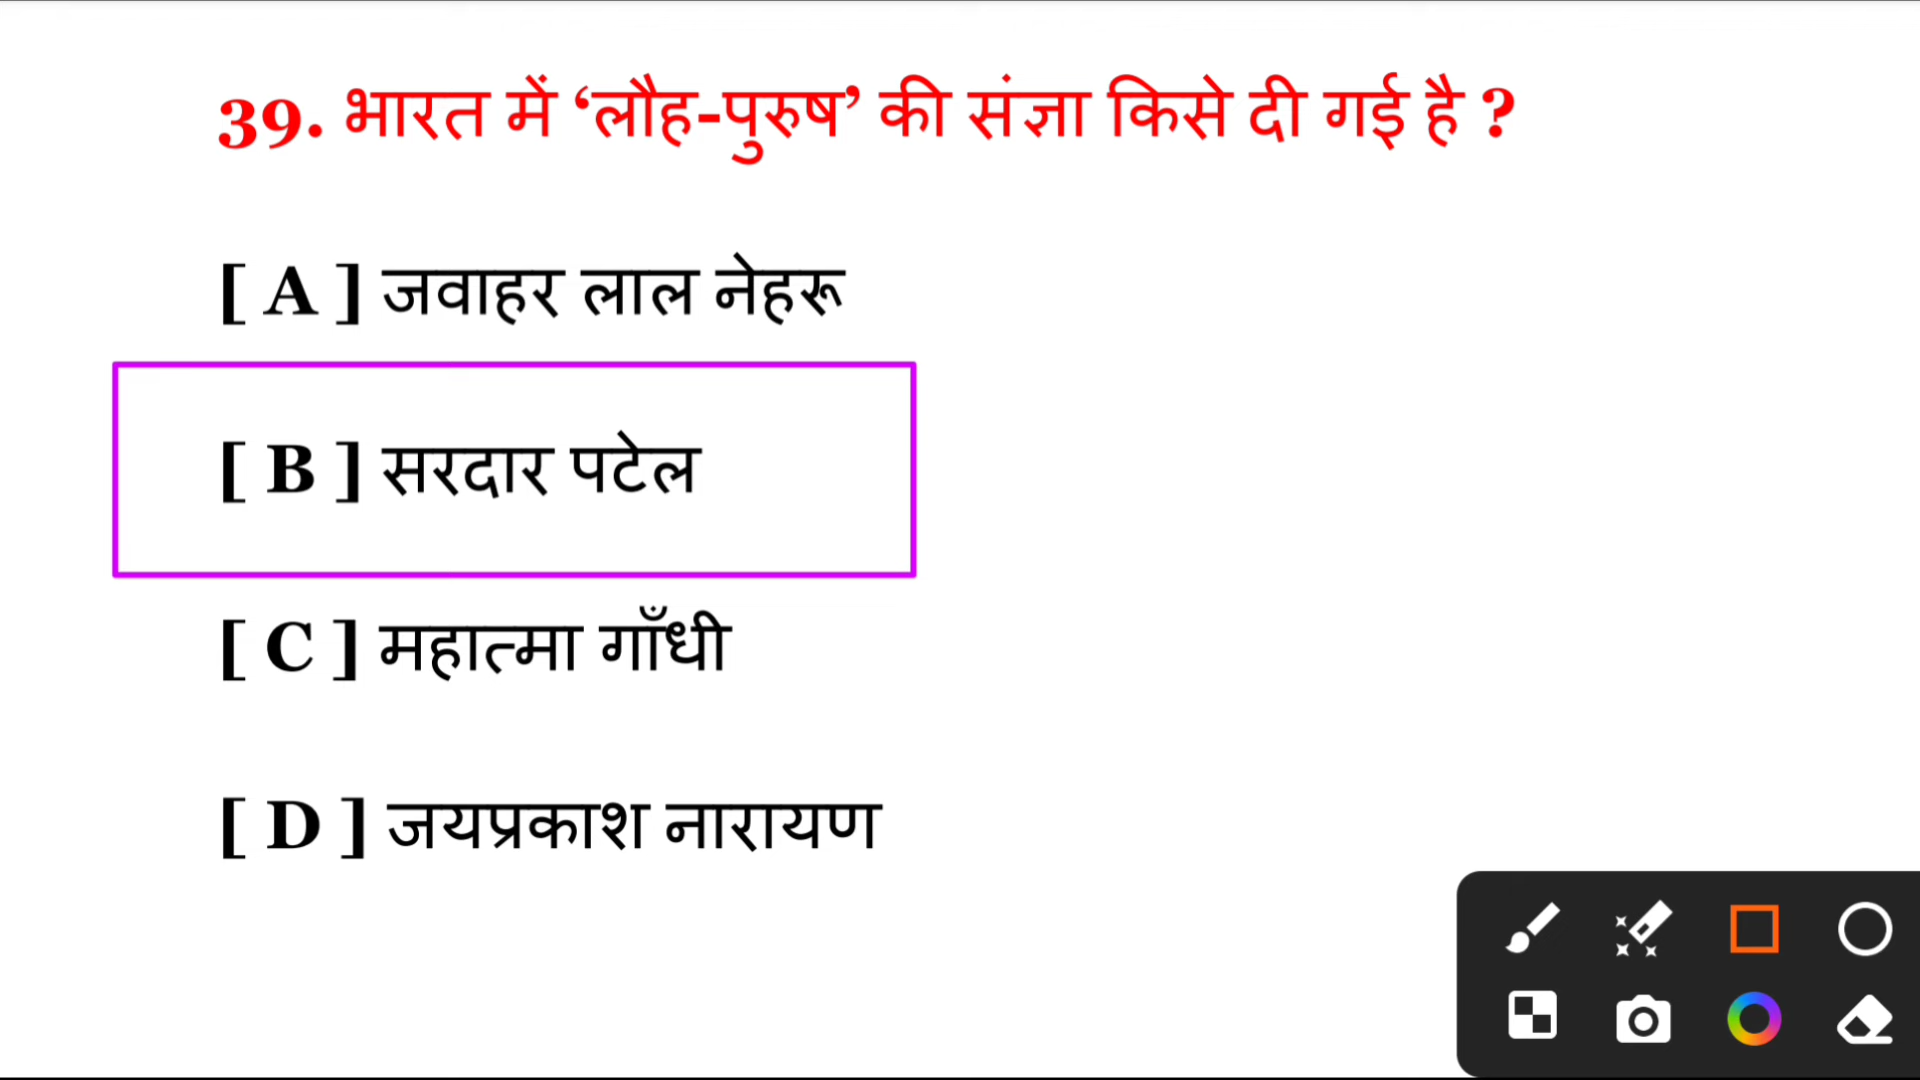 39. भारत में ‘लौह-पुरुष’ की संज्ञा किसे दी गई है ?
[ A ] जवाहर लाल नेहरू
[ B ] सरदार पटेल
[ C ] महात्मा गाँधी
[ D ] जयप्रकाश नारायण